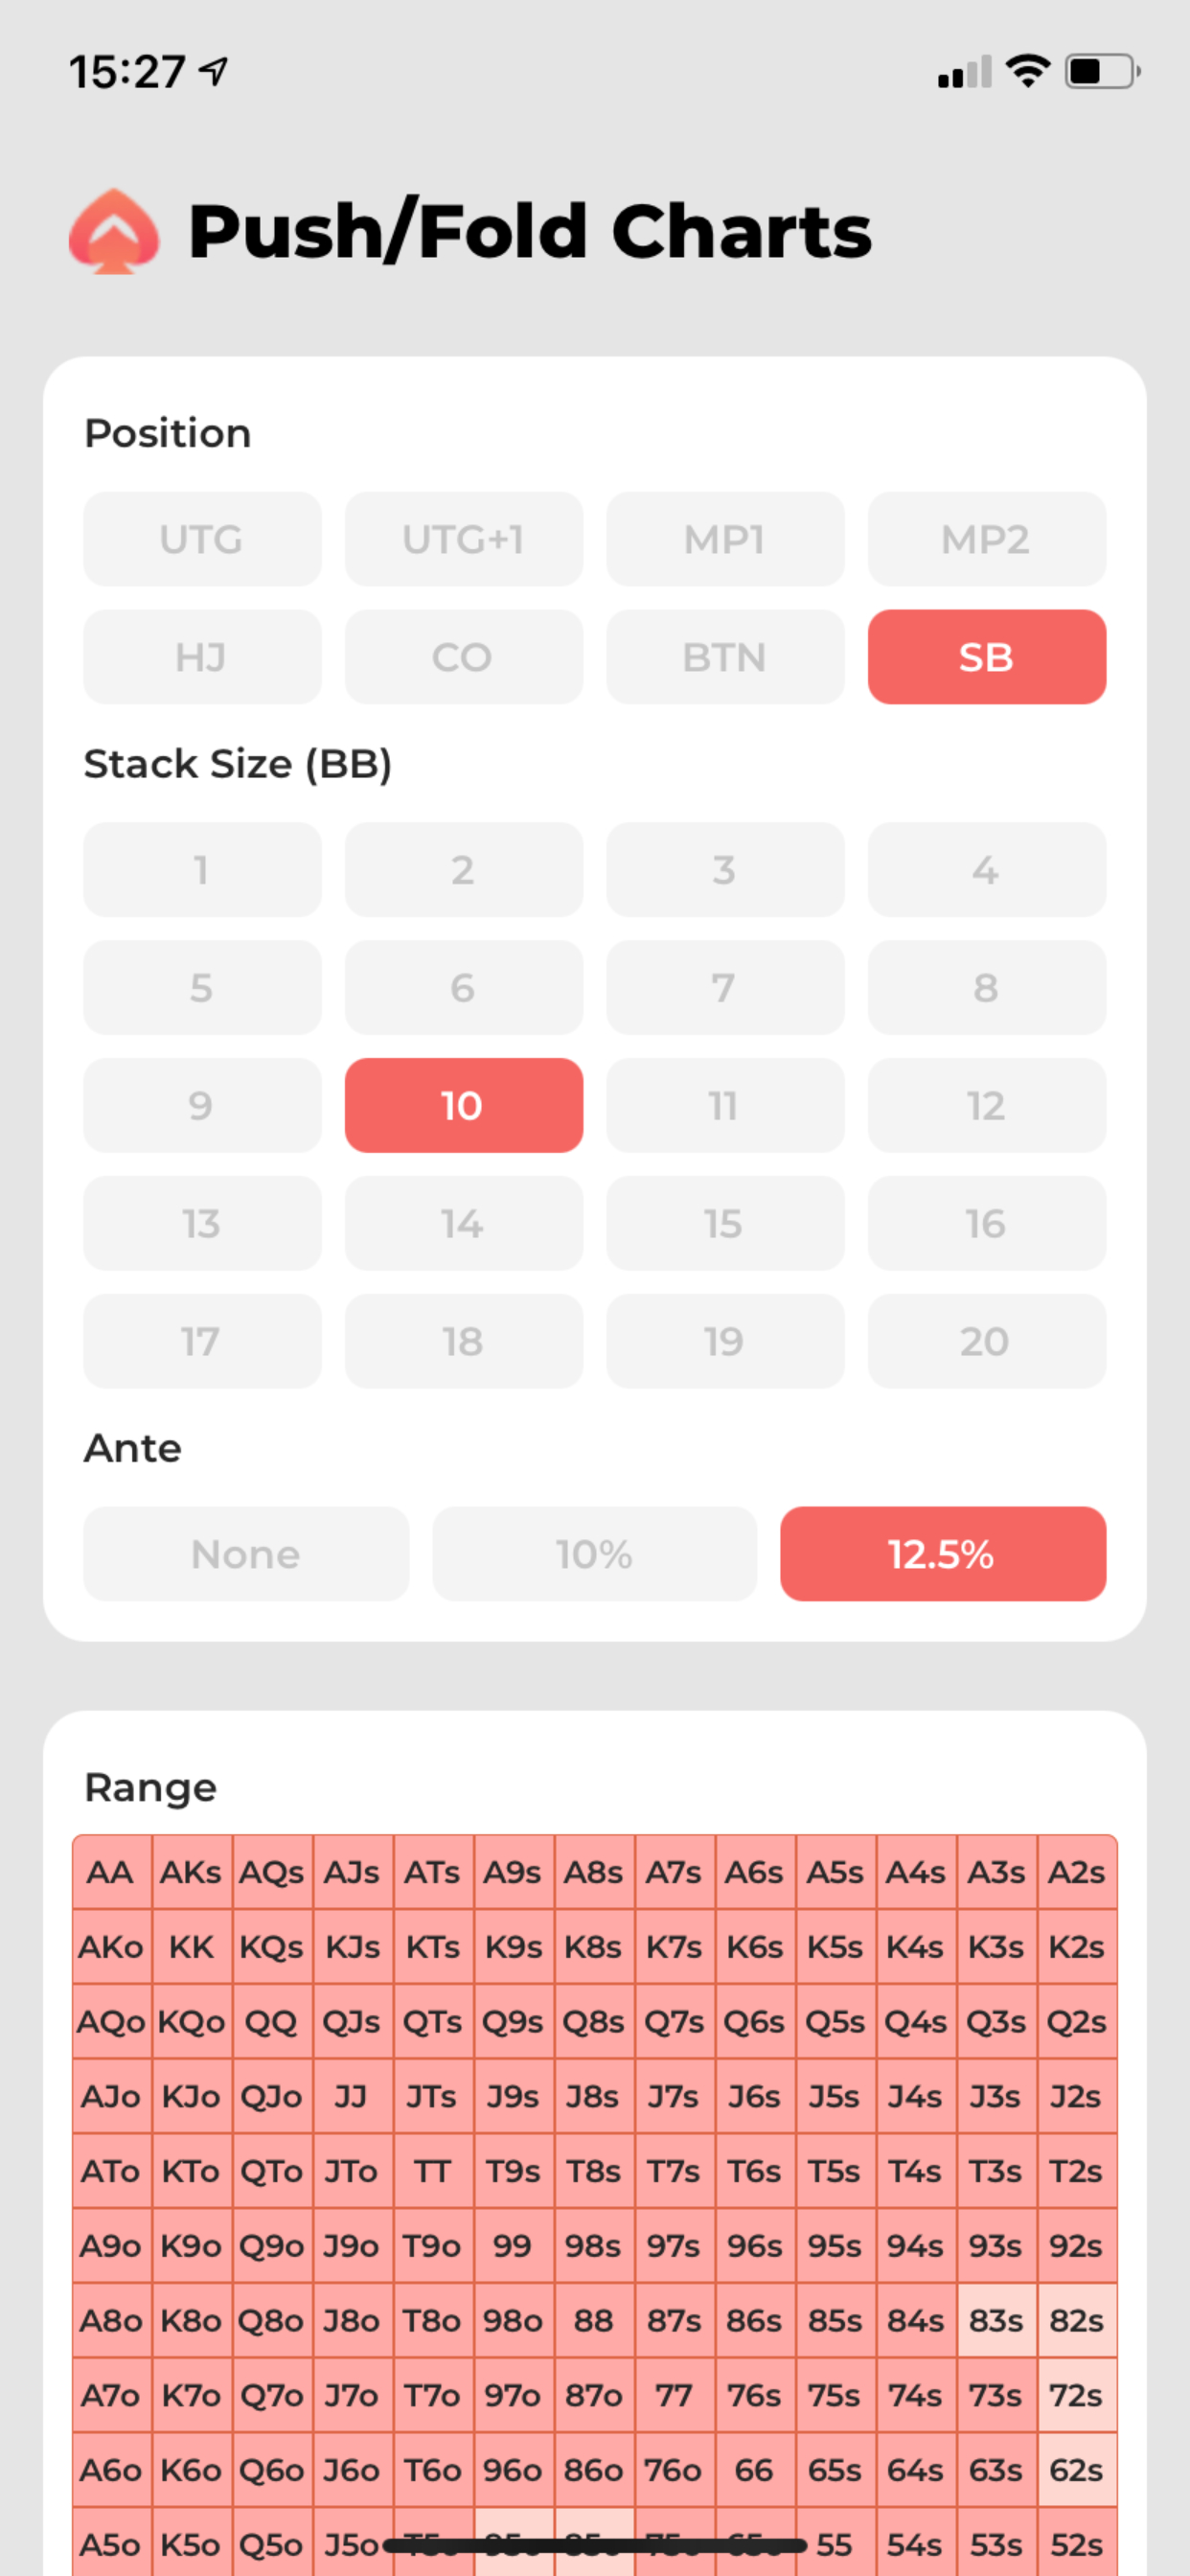 15:27
Push/Fold Charts
Position
UTG UTG+1 MP1 MP2
HJ CO BTN SB
Stack Size (BB)
1 2 3 4
5 6 7 8
9 10 11 12
13 14 15 16
17 18 19 20
Ante
None 10% 12.5%
Range
AA AKs AQs AJs ATs A9s A8s A7s A6s A5s A4s A3s A2s
AKo KK KQs KJs KTs K9s K8s K7s K6s K5s K4s K3s K2s
AQo KQo QQ QJs QTs Q9s Q8s Q7s Q6s Q5s Q4s Q3s Q2s
AJo KJo QJo JJ JTs J9s J8s J7s J6s J5s J4s J3s J2s
ATo KTo QTo JTo TT T9s T8s T7s T6s T5s T4s T3s T2s
A9o K9o Q9o J9o T9o 99 98s 97s 96s 95s 94s 93s 92s
A8o K8o Q8o J8o T8o 98o 88 87s 86s 85s 84s 83s 82s
A7o K7o Q7o J7o T7o 97o 87o 77 76s 75s 74s 73s 72s
A6o K6o Q6o J6o T6o 96o 86o 76o 66 65s 64s 63s 62s
A5o K5o Q5o J5o T5o 95o 85o 75o 65o 55 54s 53s 52s